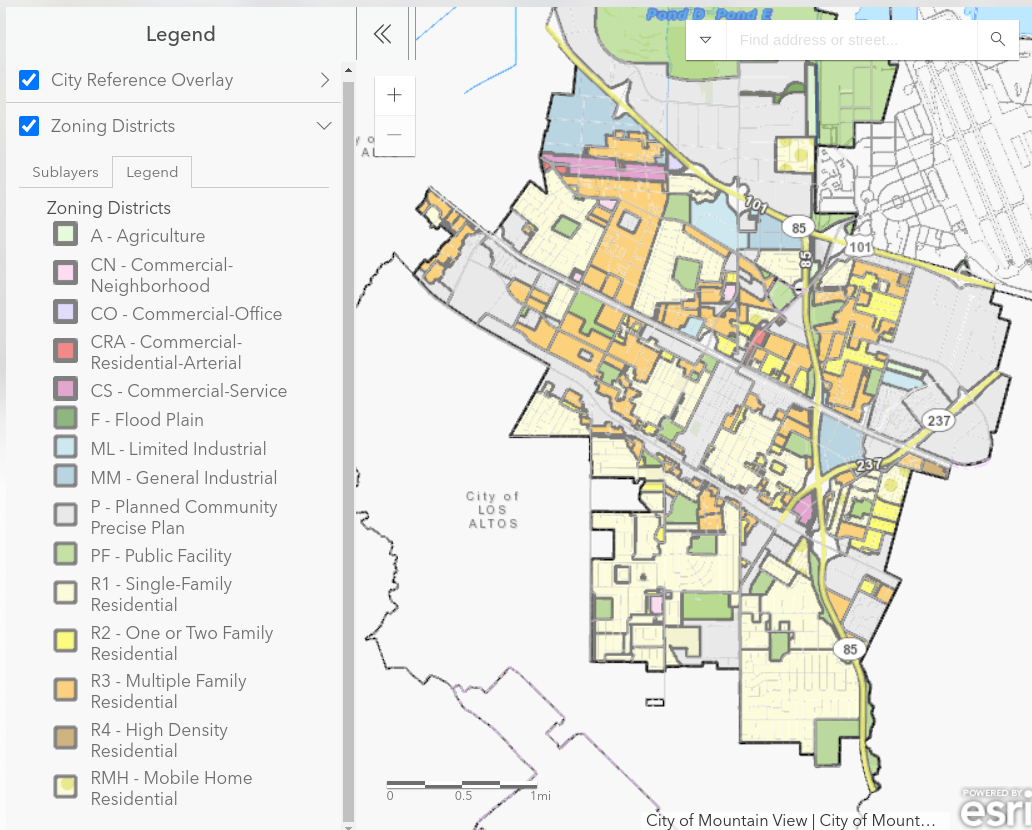 Legend
City Reference Overlay
Zoning Districts
Sublayers
Legend
Zoning Districts
A - Agriculture
CN - Commercial-
Neighborhood
CO - Commercial-Office
CRA - Commercial-
Residential-Arterial
CS - Commercial-Service
F - Flood Plain
ML - Limited Industrial
MM - General Industrial
P - Planned Community
Precise Plan
PF - Public Facility
R1 - Single-Family
Residential
R2 - One or Two Family
Residential
R3 - Multiple Family
Residential
R4 - High Density
Residential
RMH - Mobile Home
Residential
Pond D Pond E
Find address or street...
101
85
101
85
237
237
City of
LOS
ALTOS
85
0 0.5 1mi
City of Mountain View | City of Mount...
POWERED BY
esri